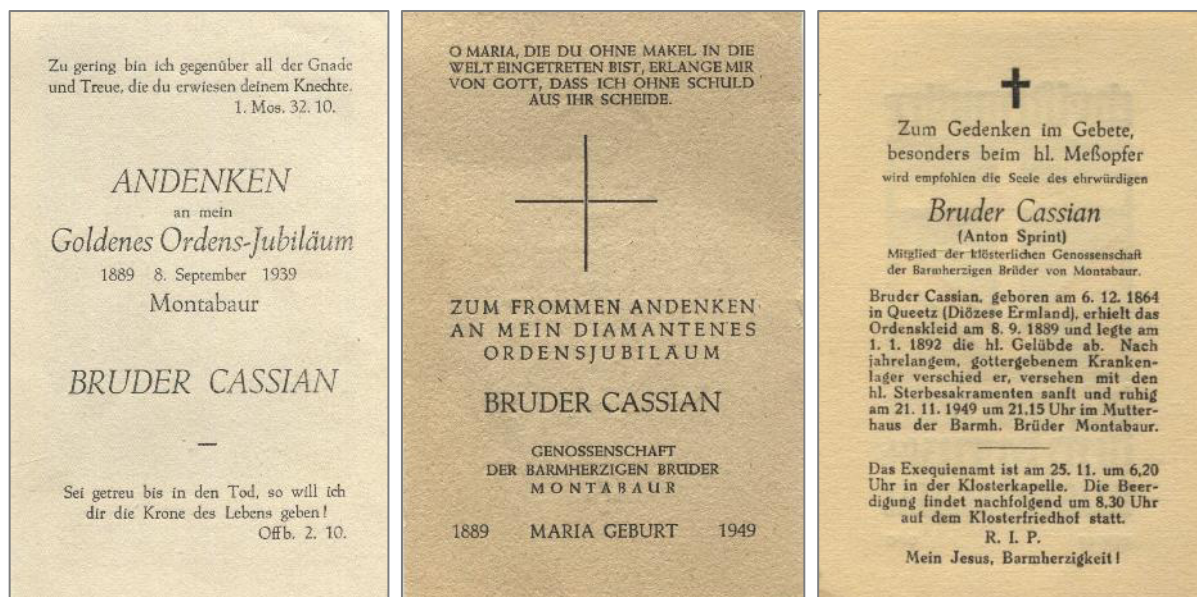 Zu gering bin ich gegenüber all der Gnade
und Treue, die du erwiesen deinem Knechte.
1. Mos. 32. 10.
ANDENKEN
an mein
Goldenes Ordens-Jubiläum
1889 8. September 1939
Montabaur
BRUDER CASSIAN
Sei getreu bis in den Tod, so will ich
dir die Krone des Lebens geben!
Offb. 2. 10.
O MARIA, DIE DU OHNE MAKEL IN DIE
WELT EINGETRETEN BIST, ERLANGE MIR
VON GOTT, DASS ICH OHNE SCHULD
AUS IHR SCHEIDE.
ZUM FROMMEN ANDENKEN
AN MEIN DIAMANTENES
ORDENSJUBILÄUM
BRUDER CASSIAN
GENOSSENSCHAFT
DER BARMHERZIGEN BRÜDER
MONTABAUR
1889 MARIA GEBURT 1949
Zum Gedenken im Gebete,
besonders beim hl. Meßopfer
wird empfohlen die Seele des ehrwürdigen
Bruder Cassian
(Anton Sprint)
Mitglied der klösterlichen Genossenschaft
der Barmherzigen Brüder von Montabaur.
Bruder Cassian, geboren am 6. 12. 1864
in Queetz (Diözese Ermland), erhielt das
Ordenskleid am 8. 9. 1889 und legte am
1. 1. 1892 die hl. Gelübde ab. Nach
jahrelangem, gottergebenem Kranken-
lager verschied er, versehen mit den
hl. Sterbesakramenten sanft und ruhig
am 21. 11. 1949 um 21.15 Uhr im Mutter-
haus der Barmh. Brüder Montabaur.
Das Exequienamt ist am 25. 11. um 6,20
Uhr in der Klosterkapelle. Die Beer-
digung findet nachfolgend um 8,30 Uhr
auf dem Klosterfriedhof statt.
R. I. P.
Mein Jesus, Barmherzigkeit!